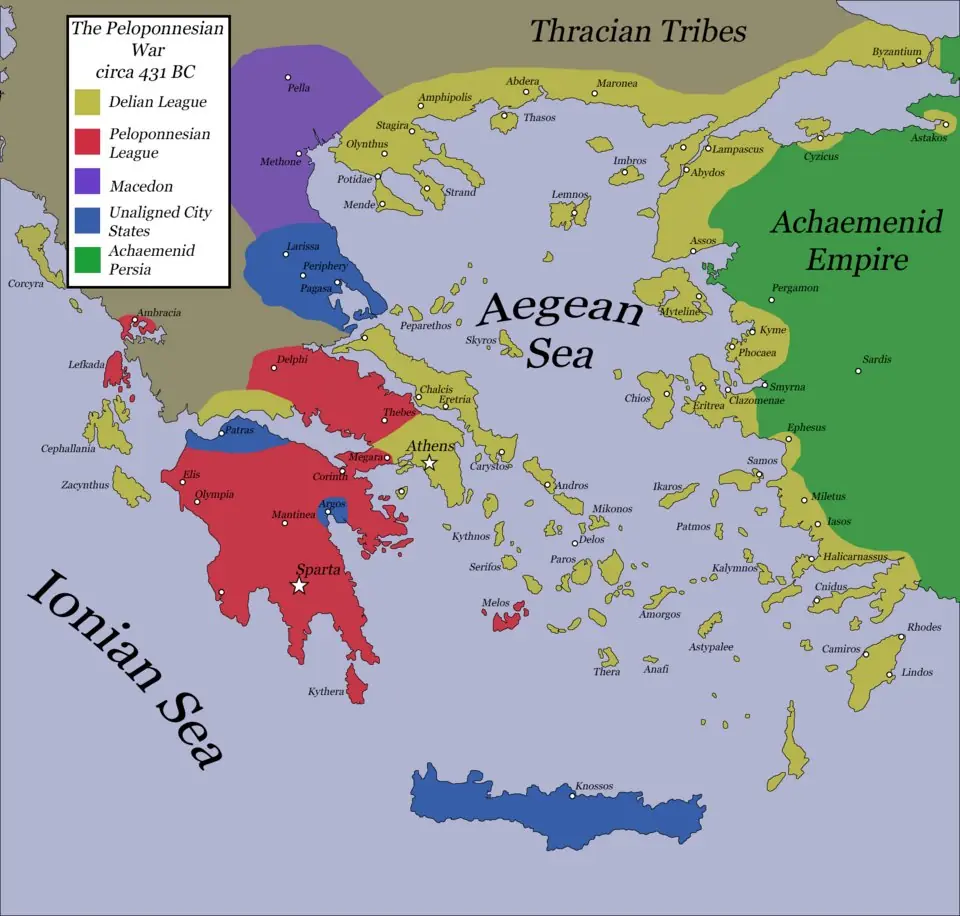 The Peloponnesian
War
circa 431 BC
Delian League
Peloponnesian
League
Macedon
Unaligned City
States
Achaemenid
Persia
Thracian Tribes
Byzantium
Pella
Abdera
Maronea
Amphipolis
Thasos
Stagira
Astakos
Olynthus
Lampascus
Cyzicus
Methone
Imbros
Abydos
Potidae
Strand
Lemnos
Mende
Achaemenid
Empire
Larissa
Assos
Periphery
Corcyra
Pagasa
Pergamon
Aegean
Sea
Myteline
Ambracia
Peparethos
Kyme
Skyros
Phocaea
Lefkada
Delphi
Sardis
Smyrna
Chalcis
Chios
Eretria
Clazomenae
Eritrea
Thebes
Patras
Ephesus
Athens
Cephallania
Megara
Carystos
Samos
Elis
Corinth
Zacynthus
Andros
Ikaros
Olympia
Miletus
Argos
Mantinea
Mikonos
Iasos
Patmos
Kythnos
Delos
Halicarnassus
Paros
Serifos
Kalymnos
Sparta
Cnidus
Ionian Sea
Melos
Amorgos
Rhodes
Astypalee
Camiros
Thera
Anafi
Lindos
Kythera
Knossos